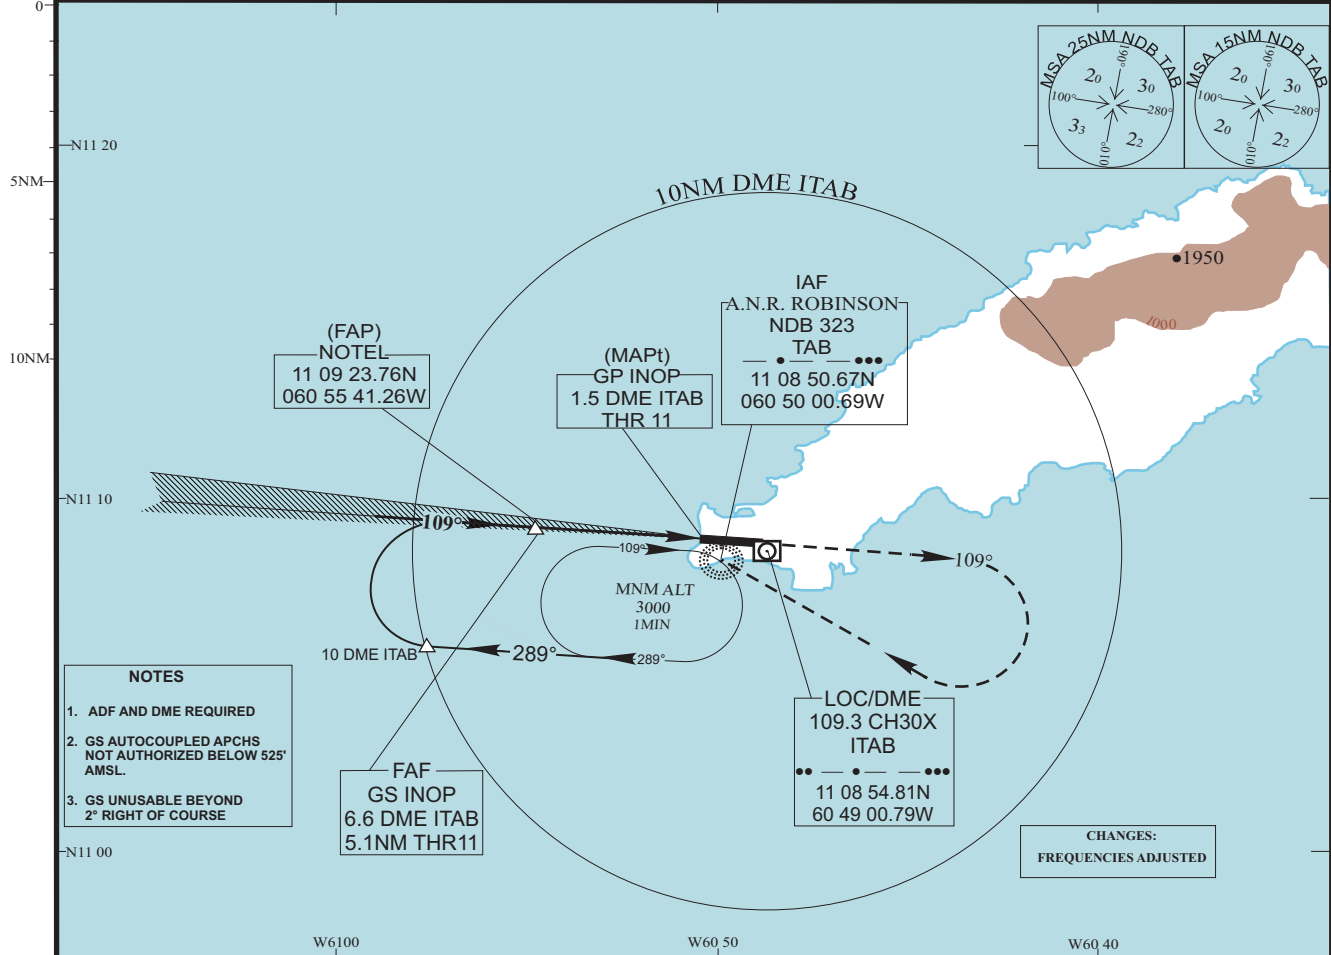 0
MSA 25NM NDB TAB
190°
20
30
100°
280°
33
22
010°
MSA 15NM NDB TAB
190°
20
30
100°
280°
20
22
010°
N11 20
5NM
10NM DME ITAB
1950
1000
IAF
A.N.R. ROBINSON
NDB 323
TAB
11 08 50.67N
060 50 00.69W
(FAP)
NOTEL
11 09 23.76N
060 55 41.26W
(MAPt)
GP INOP
1.5 DME ITAB
THR 11
10NM
N11 10
109°
109°
109°
MNM ALT
3000
1MIN
289°
289°
10 DME ITAB
NOTES
1. ADF AND DME REQUIRED
2. GS AUTOCOUPLED APCHS
NOT AUTHORIZED BELOW 525'
AMSL.
3. GS UNUSABLE BEYOND
2° RIGHT OF COURSE
FAF
GS INOP
6.6 DME ITAB
5.1NM THR11
LOC/DME
109.3 CH30X
ITAB
11 08 54.81N
60 49 00.79W
CHANGES:
FREQUENCIES ADJUSTED
N11 00
W6100
W60 50
W60 40